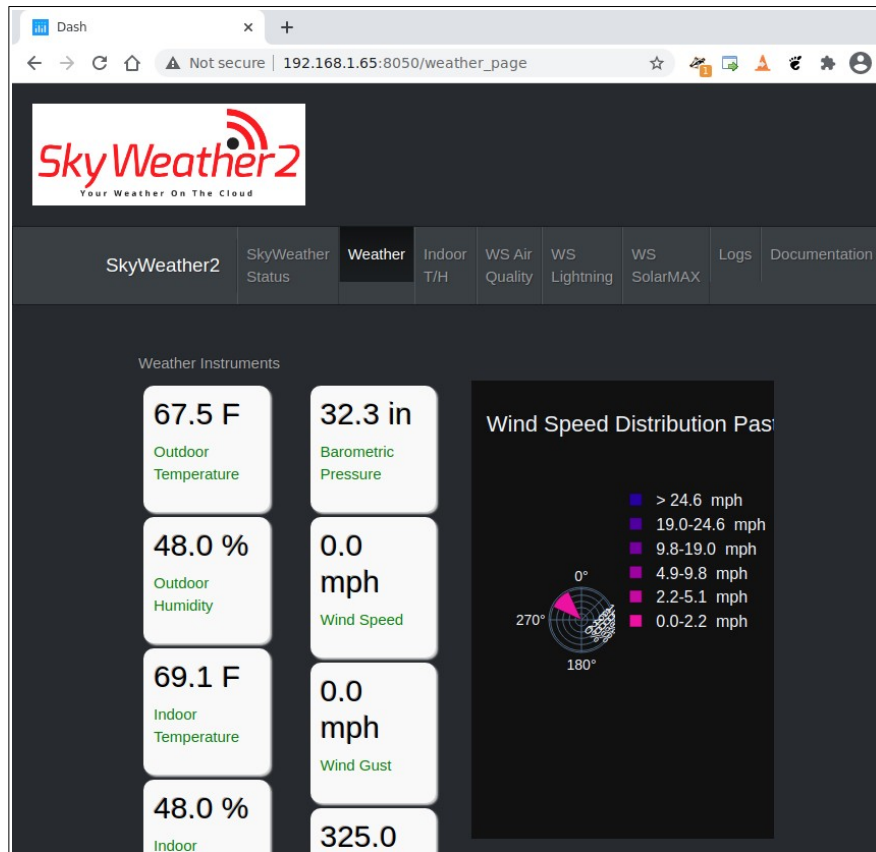 Dash
Not secure | 192.168.1.65:8050/weather_page
1
SkyWeather2
Your Weather On The Cloud
SkyWeather2
SkyWeather
Status
Weather
Indoor
T/H
WS Air
Quality
WS
Lightning
WS
SolarMAX
Logs
Documentation
Weather Instruments
67.5 F
Outdoor
Temperature
48.0 %
Outdoor
Humidity
69.1 F
Indoor
Temperature
48.0 %
Indoor
32.3 in
Barometric
Pressure
0.0
mph
Wind Speed
0.0
mph
Wind Gust
325.0
Wind Speed Distribution Past
> 24.6 mph
19.0-24.6 mph
9.8-19.0 mph
4.9-9.8 mph
2.2-5.1 mph
0.0-2.2 mph
0°
270°
180°